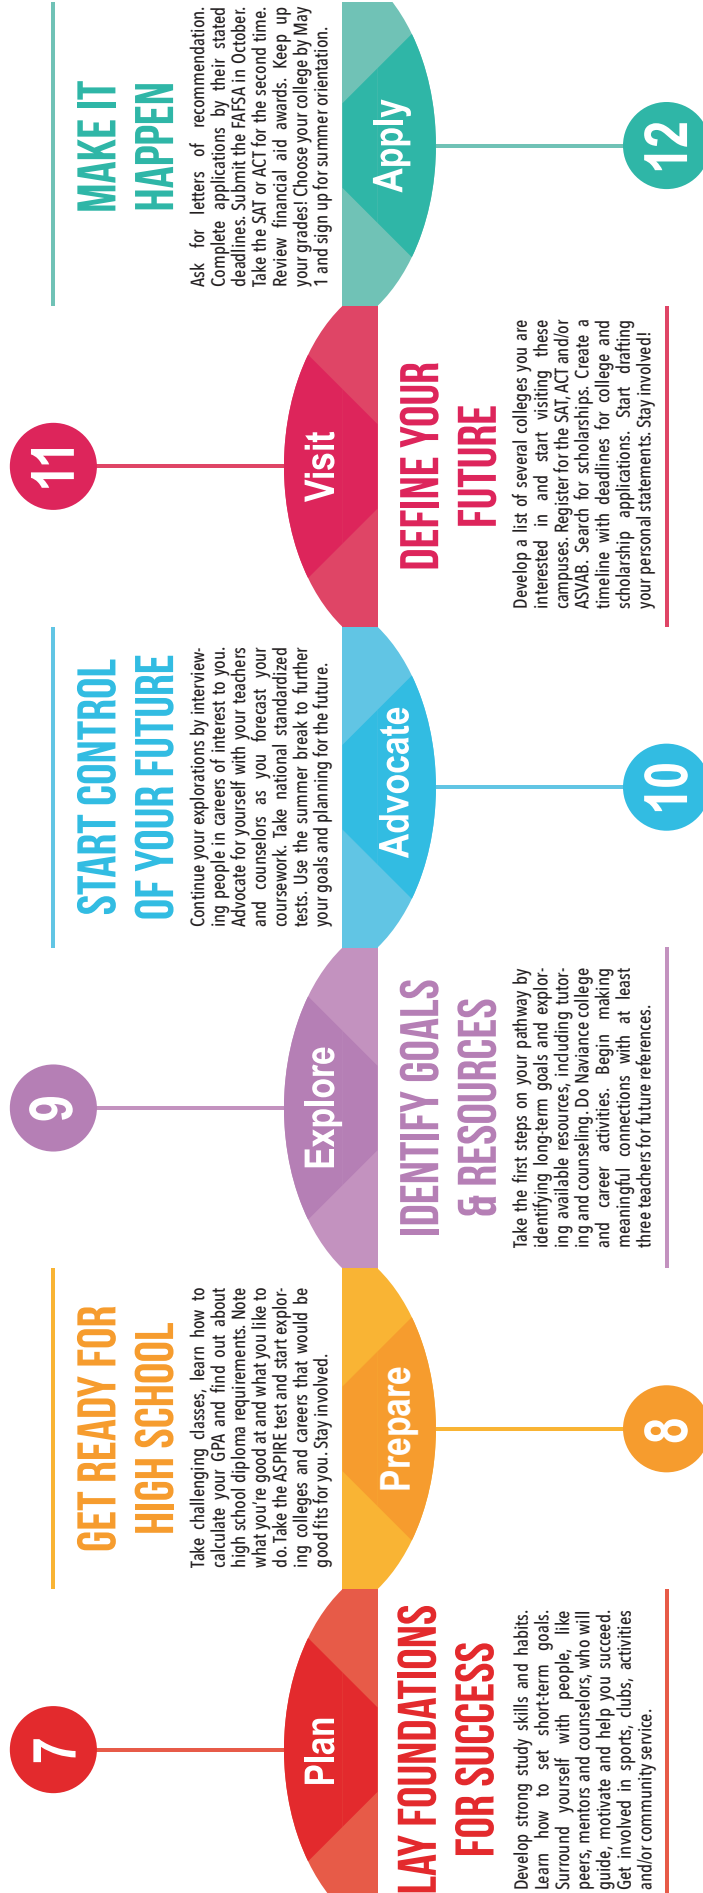 7
Plan
LAY FOUNDATIONS
FOR SUCCESS
Develop strong study skills and habits.
Learn how to set short-term goals.
Surround yourself with people, like
peers, mentors and counselors, who will
guide, motivate and help you succeed.
Get involved in sports, clubs, activities
and/or community service.
GET READY FOR
HIGH SCHOOL
Take challenging classes, learn how to
calculate your GPA and find out about
high school diploma requirements. Note
what you're good at and what you like to
do. Take the ASPIRE test and start explor-
ing colleges and careers that would be
good fits for you. Stay involved.
Prepare
8
9
Explore
IDENTIFY GOALS
& RESOURCES
Take the first steps on your pathway by
identifying long-term goals and explor-
ing available resources, including tutor-
ing and counseling. Do Naviance college
and career activities. Begin making
meaningful connections with at least
three teachers for future references.
START CONTROL
OF YOUR FUTURE
Continue your explorations by interview-
ing people in careers of interest to you.
Advocate for yourself with your teachers
and counselors as you forecast your
coursework. Take national standardized
tests. Use the summer break to further
your goals and planning for the future.
Advocate
10
11
Visit
DEFINE YOUR
FUTURE
Develop a list of several colleges you are
interested in and start visiting these
campuses. Register for the SAT, ACT and/or
ASVAB. Search for scholarships. Create a
timeline with deadlines for college and
scholarship applications. Start drafting
your personal statements. Stay involved!
MAKE IT
HAPPEN
Ask for letters of recommendation.
Complete applications by their stated
deadlines. Submit the FAFSA in October.
Take the SAT or ACT for the second time.
Review financial aid awards. Keep up
your grades! Choose your college by May
1 and sign up for summer orientation.
Apply
12